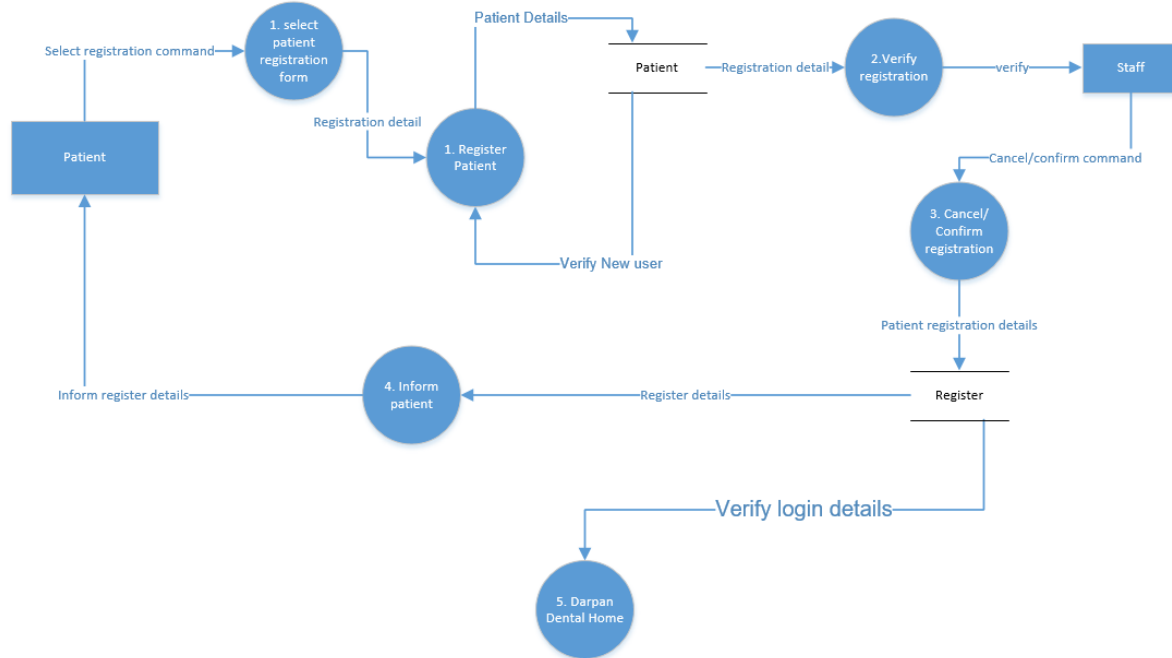 Patient Details
1. select
patient
registration
form
Select registration command
Patient
Registration detail
2.Verify
registration
verify
Staff
Registration detail
1. Register
Patient
Patient
Cancel/confirm command
3. Cancel/
Confirm
registration
Verify New user
Patient registration details
4. Inform
patient
Inform register details
Register details
Register
Verify login details
5. Darpan
Dental Home